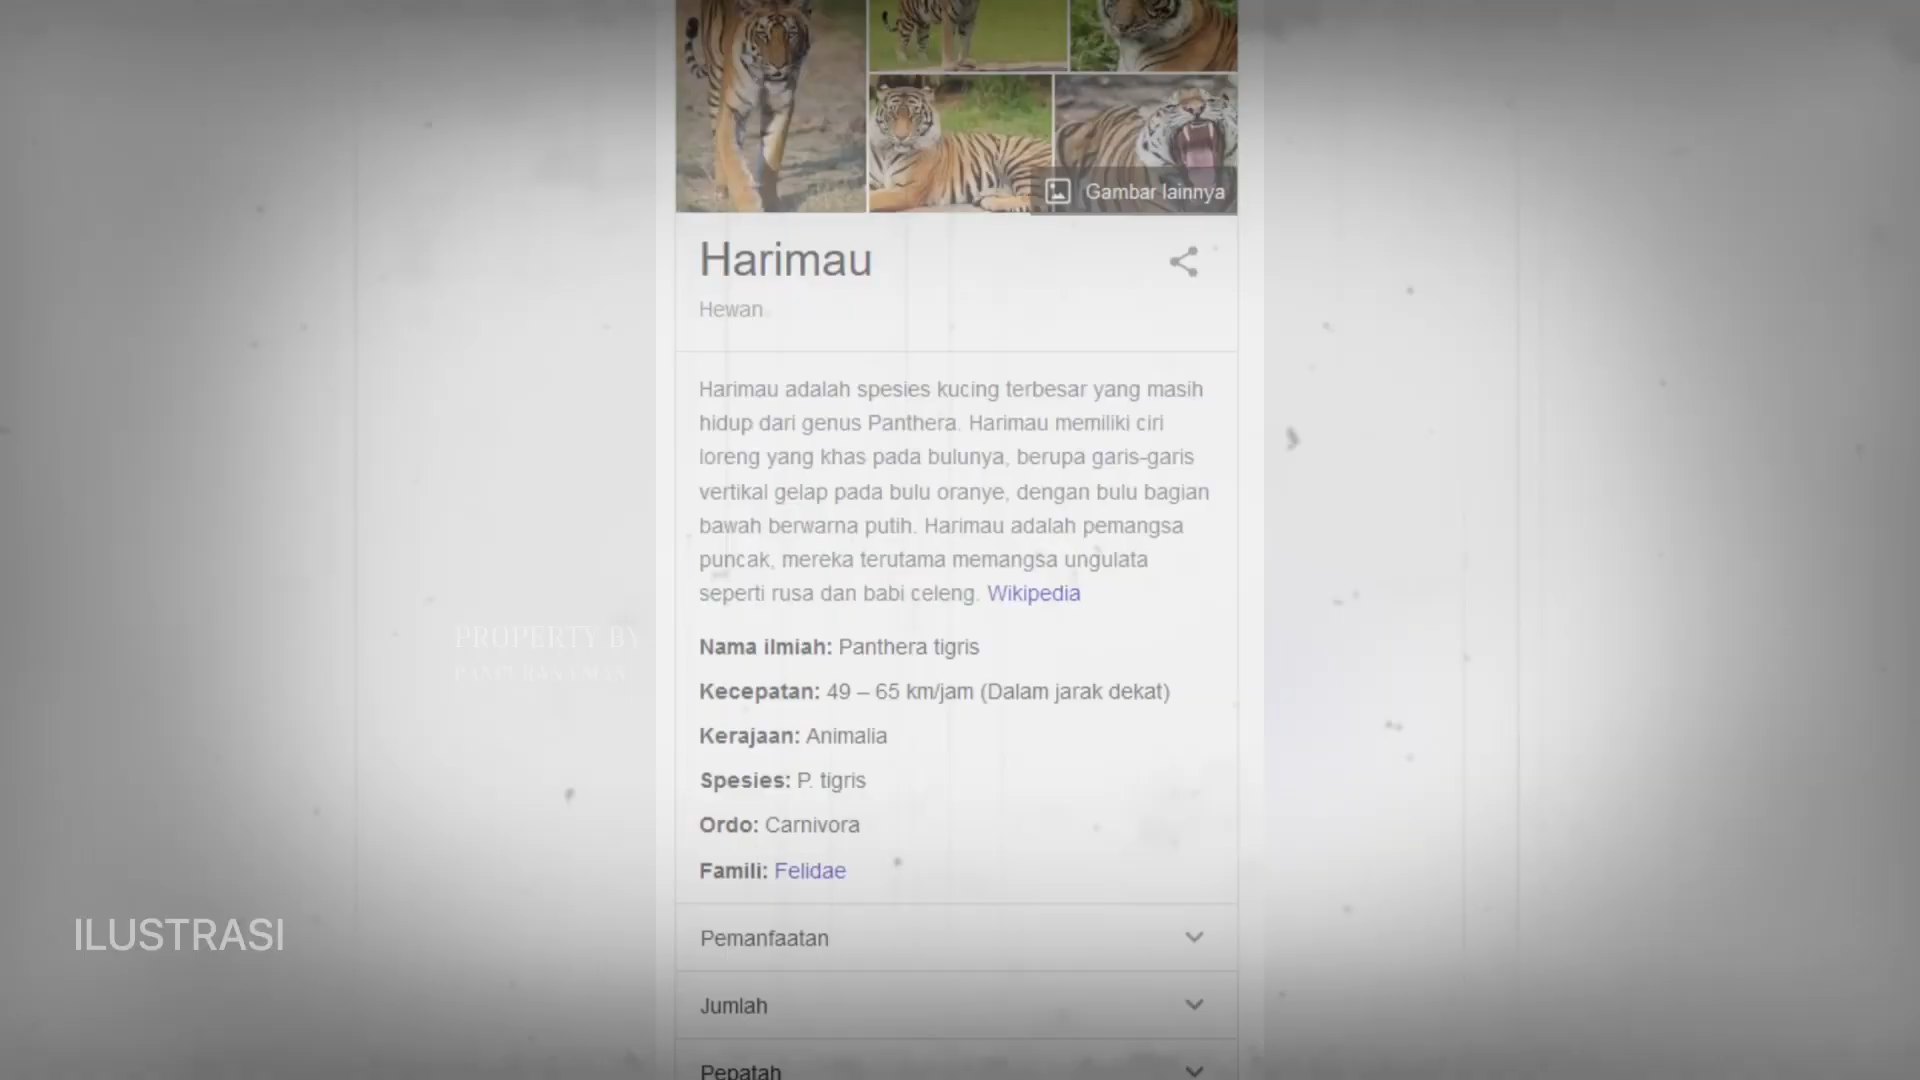 Gambar lainnya
Harimau
Hewan
Harimau adalah spesies kucing terbesar yang masih
hidup dari genus Panthera. Harimau memiliki ciri
loreng yang khas pada bulunya, berupa garis-garis
vertikal gelap pada bulu oranye, dengan bulu bagian
bawah berwarna putih. Harimau adalah pemangsa
puncak, mereka terutama memangsa ungulata
seperti rusa dan babi celeng. Wikipedia
PROPERTY BY
Nama ilmiah: Panthera tigris
Kecepatan: 49 – 65 km/jam (Dalam jarak dekat)
Kerajaan: Animalia
Spesies: P. tigris
Ordo: Carnivora
Famili: Felidae
ILUSTRASI
Pemanfaatan
Jumlah
Pepatah